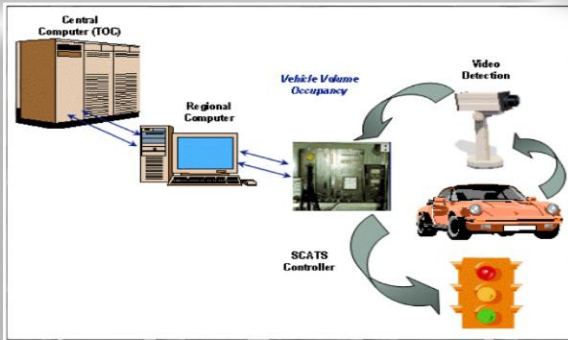 Central
Computer (TOC)
Regional
Computer
Vehicle Volume
Occupancy
Video
Detection
SCATS
Controller